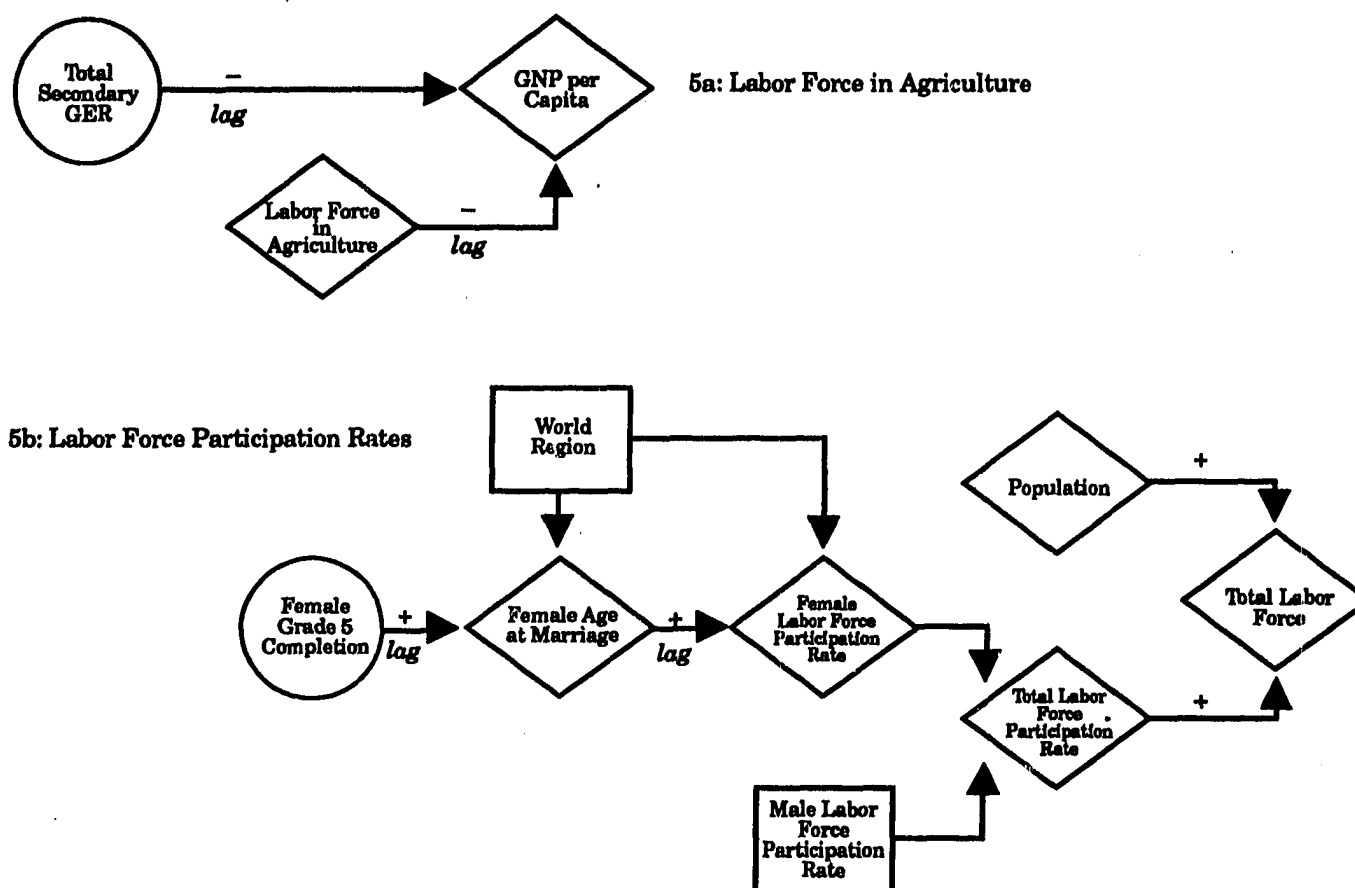 Total
Secondary
GER
−
lag
GNP per
Capita
5a: Labor Force in Agriculture
Labor Force
in
Agriculture
−
lag
5b: Labor Force Participation Rates
World
Region
Female
Grade 5
Completion
+
lag
Female Age
at Marriage
+
lag
Female
Labor Force
Participation
Rate
Population
+
Total Labor
Force
Total Labor
Force
Participation
Rate
+
Male Labor
Force
Participation
Rate